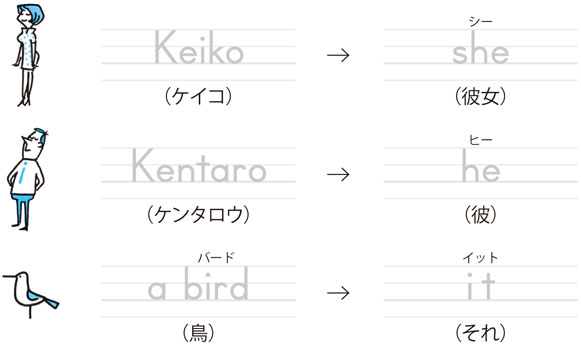 シー
Keiko → she
(ケイコ) (彼女)
ヒー
Kentaro → he
(ケンタロウ) (彼)
バード イット
a bird → it
(鳥) (それ)